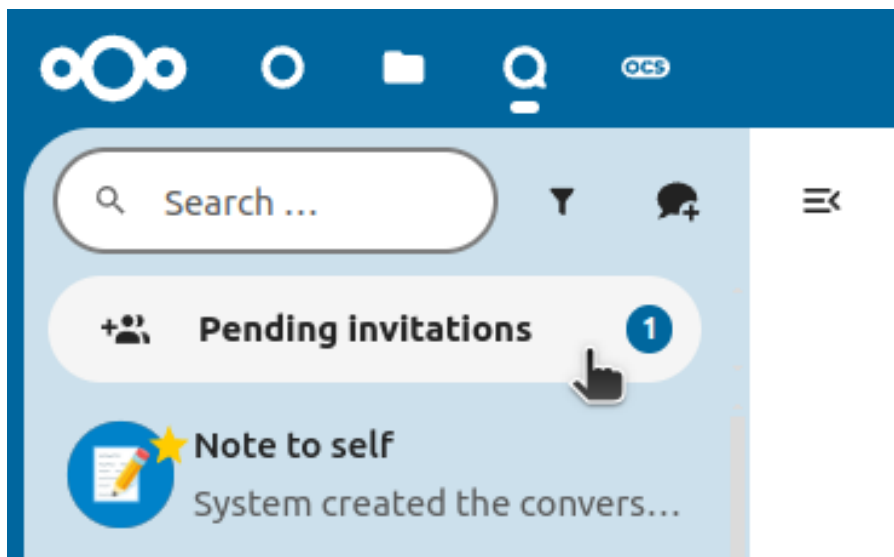 OCS
Search ...
Pending invitations 1
Note to self
System created the convers...